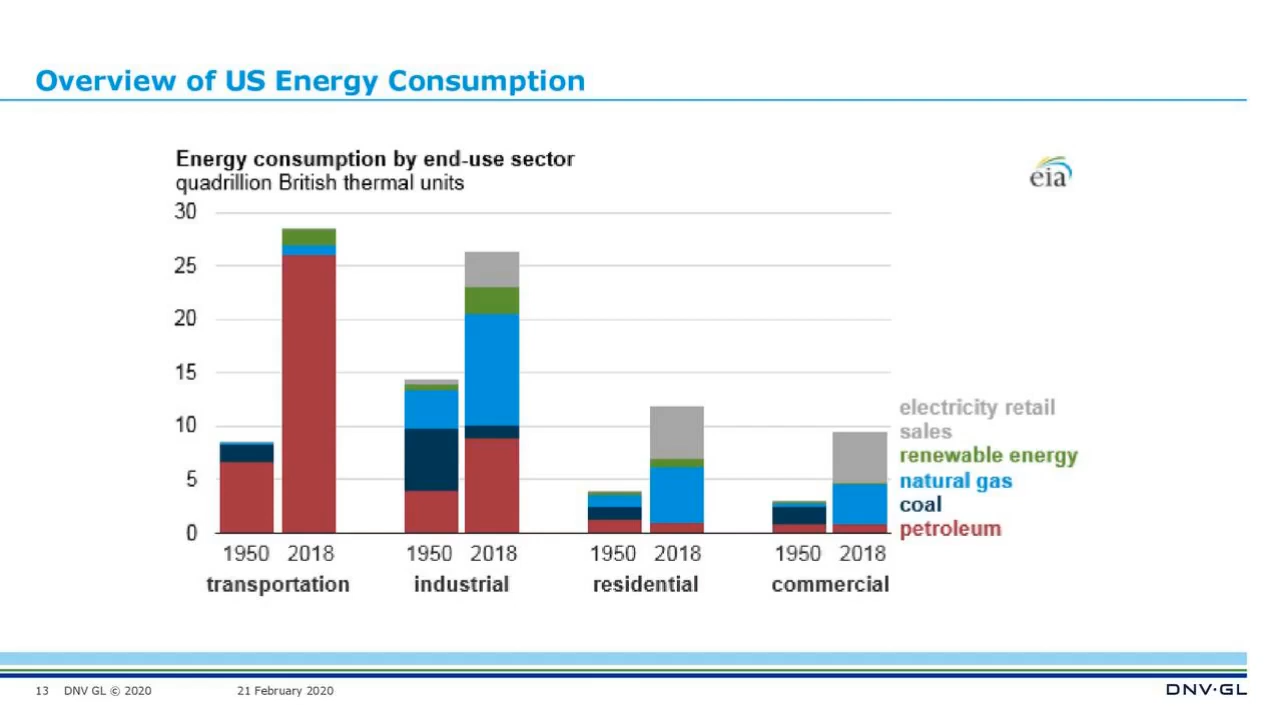 Overview of US Energy Consumption
Energy consumption by end-use sector
quadrillion British thermal units
eia
30
25
20
15
10
5
0
electricity retail
sales
renewable energy
natural gas
coal
petroleum
1950 2018 1950 2018 1950 2018 1950 2018
transportation industrial residential commercial
13 DNV GL © 2020 21 February 2020 DNV·GL